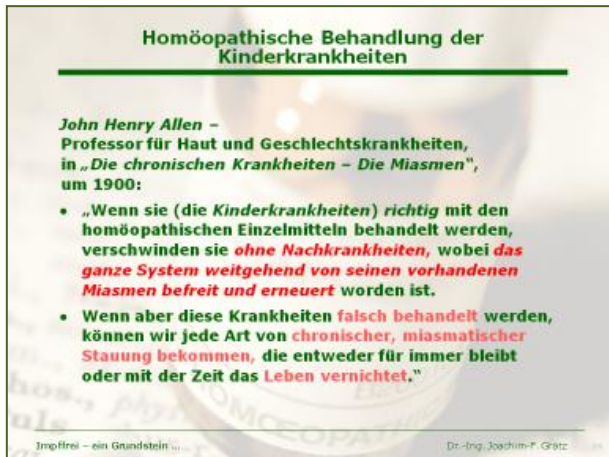 Homöopathische Behandlung der
Kinderkrankheiten
John Henry Allen –
Professor für Haut und Geschlechtskrankheiten,
in „Die chronischen Krankheiten – Die Miasmen“,
um 1900:
• „Wenn sie (die Kinderkrankheiten) richtig mit den
homöopathischen Einzelmitteln behandelt werden,
verschwinden sie ohne Nachkrankheiten, wobei das
ganze System weitgehend von seinen vorhandenen
Miasmen befreit und erneuert worden ist.
• Wenn aber diese Krankheiten falsch behandelt werden,
können wir jede Art von chronischer, miasmatischer
Stauung bekommen, die entweder für immer bleibt
oder mit der Zeit das Leben vernichtet.“
HOMŒOPATHIC
Impffrei – ein Grundstein .....
Dr.-Ing. Joachim-F. Grätz